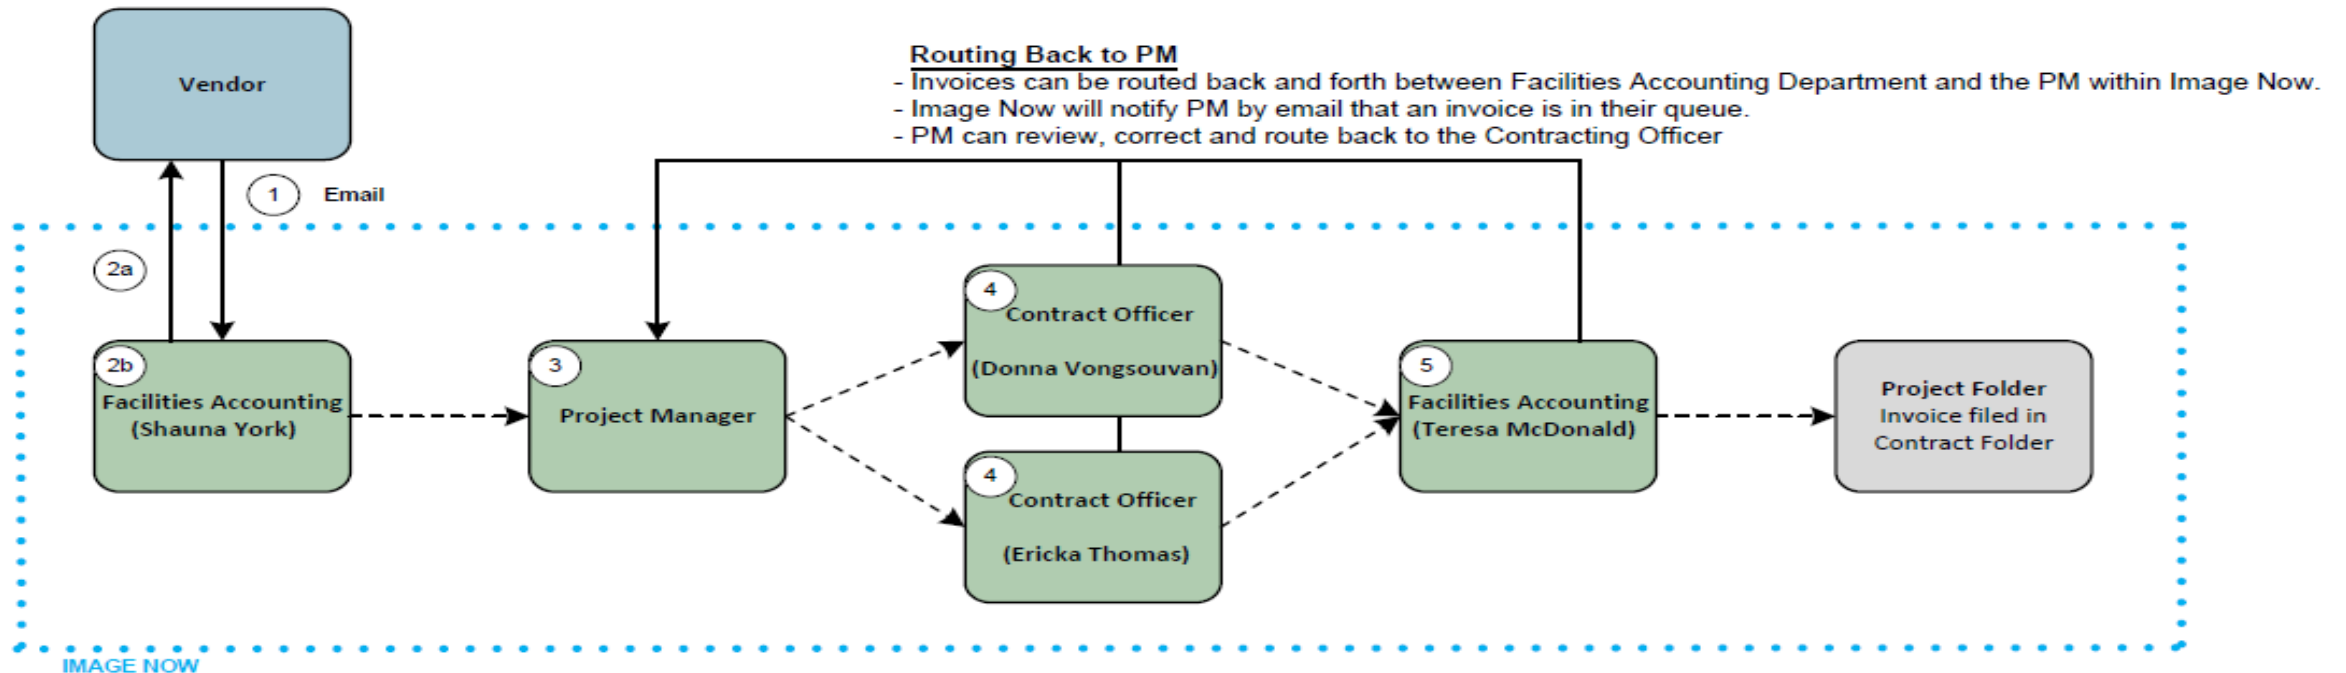 Vendor
Routing Back to PM
- Invoices can be routed back and forth between Facilities Accounting Department and the PM within Image Now.
- Image Now will notify PM by email that an invoice is in their queue.
- PM can review, correct and route back to the Contracting Officer
1 Email
2a
2b
Facilities Accounting
(Shauna York)
3
Project Manager
4
Contract Officer
(Donna Vongsouvan)
4
Contract Officer
(Ericka Thomas)
5
Facilities Accounting
(Teresa McDonald)
Project Folder
Invoice filed in
Contract Folder
IMAGE NOW